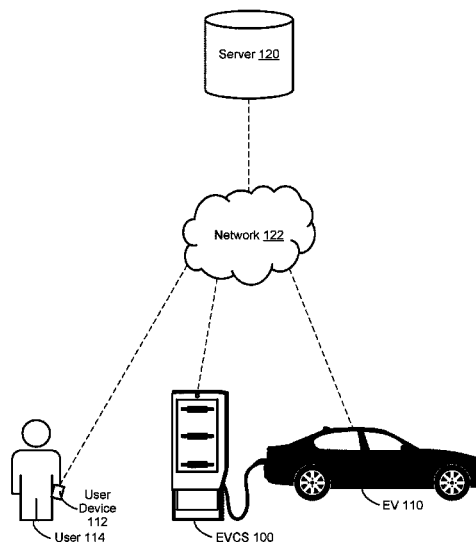 Server 120
Network 122
User
Device
112
User 114
EVCS 100
EV 110